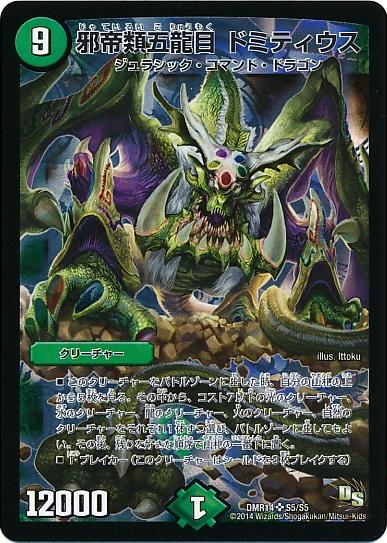 9
じゃているい ご りゅうもく
邪帝類五龍目 ドミティウス
ジュラシック・コマンド・ドラゴン
クリーチャー
illus. Ittoku
■ このクリーチャーをバトルゾーンに出した時、自分の山札の上
から5枚を見る。その中から、コスト7以下の光のクリーチャー、
水のクリーチャー、闇のクリーチャー、火のクリーチャー、自然の
クリーチャーをそれぞれ1体ずつ選び、バトルゾーンに出してもよ
い。その後、残りを好きな順序で山札の一番下に置く。
■ T・ブレイカー (このクリーチャーはシールドを3枚ブレイクする)
12000
1
DS
DMR14 S5/S5
©2014 Wizards/Shogakukan/Mitsui-Kids